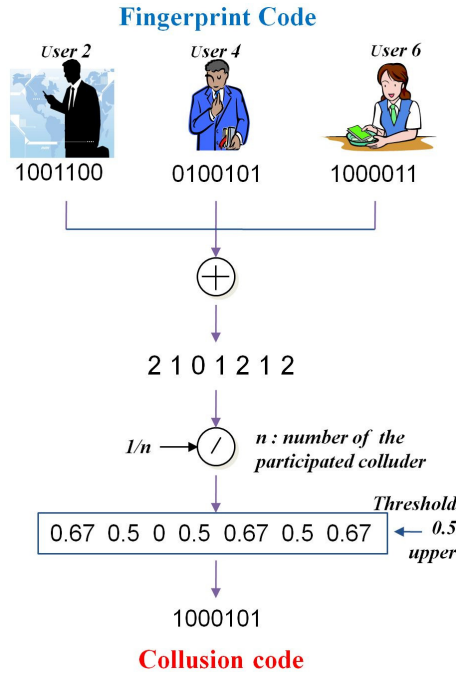 Fingerprint Code
User 2 User 4 User 6
1001100 0100101 1000011
+
2 1 0 1 2 1 2
1/n / n : number of the
participated colluder
Threshold
0.67 0.5 0 0.5 0.67 0.5 0.67 0.5
upper
1000101
Collusion code